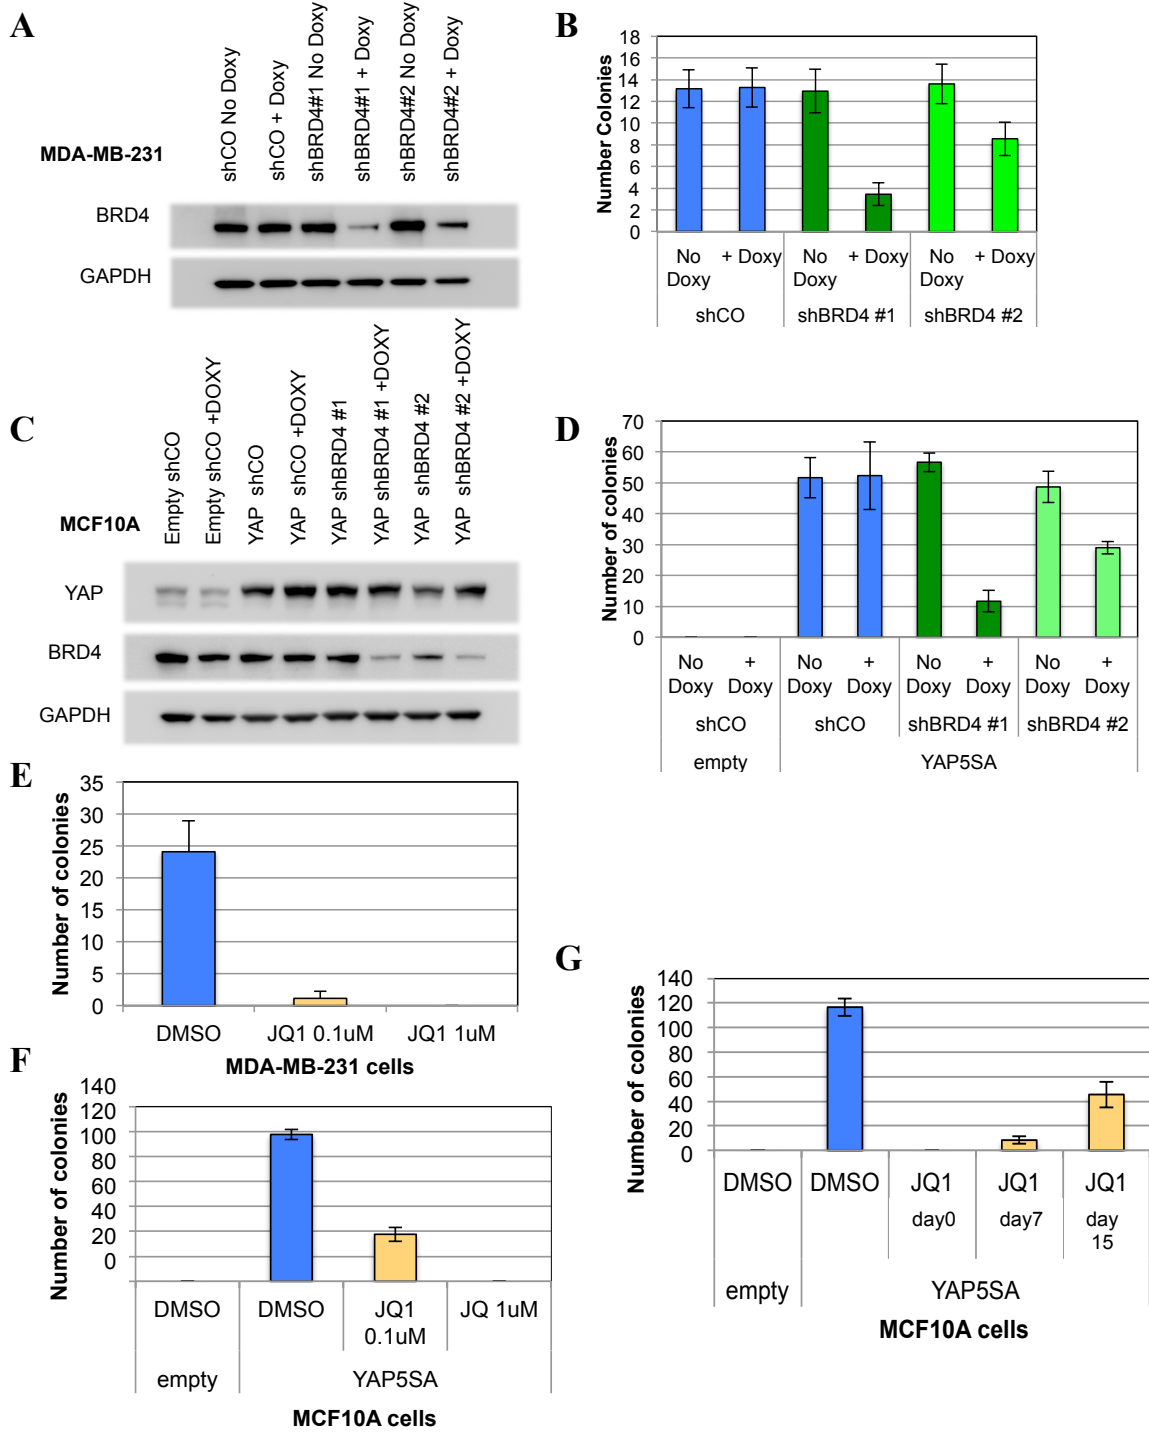 A
MDA-MB-231
shCO No Doxy
shCO + Doxy
shBRD4#1 No Doxy
shBRD4#1 + Doxy
shBRD4#2 No Doxy
shBRD4#2 + Doxy
BRD4
GAPDH
B
Number Colonies
18
16
14
12
10
8
6
4
2
0
No Doxy
+ Doxy
No Doxy
+ Doxy
No Doxy
+ Doxy
shCO
shBRD4 #1
shBRD4 #2
C
MCF10A
Empty shCO
Empty shCO +DOXY
YAP shCO
YAP shCO +DOXY
YAP shBRD4 #1
YAP shBRD4 #1 +DOXY
YAP shBRD4 #2
YAP shBRD4 #2 +DOXY
YAP
BRD4
GAPDH
D
Number of colonies
70
60
50
40
30
20
10
0
No Doxy
+ Doxy
No Doxy
+ Doxy
No Doxy
+ Doxy
No Doxy
+ Doxy
shCO
shCO
shBRD4 #1
shBRD4 #2
empty
YAP5SA
E
Number of colonies
35
30
25
20
15
10
5
0
DMSO
JQ1 0.1uM
JQ1 1uM
MDA-MB-231 cells
F
Number of colonies
140
120
100
80
60
40
20
0
DMSO
DMSO
JQ1
0.1uM
JQ 1uM
empty
YAP5SA
MCF10A cells
G
Number of colonies
140
120
100
80
60
40
20
0
DMSO
DMSO
JQ1
JQ1
JQ1
day0
day7
day
15
empty
YAP5SA
MCF10A cells